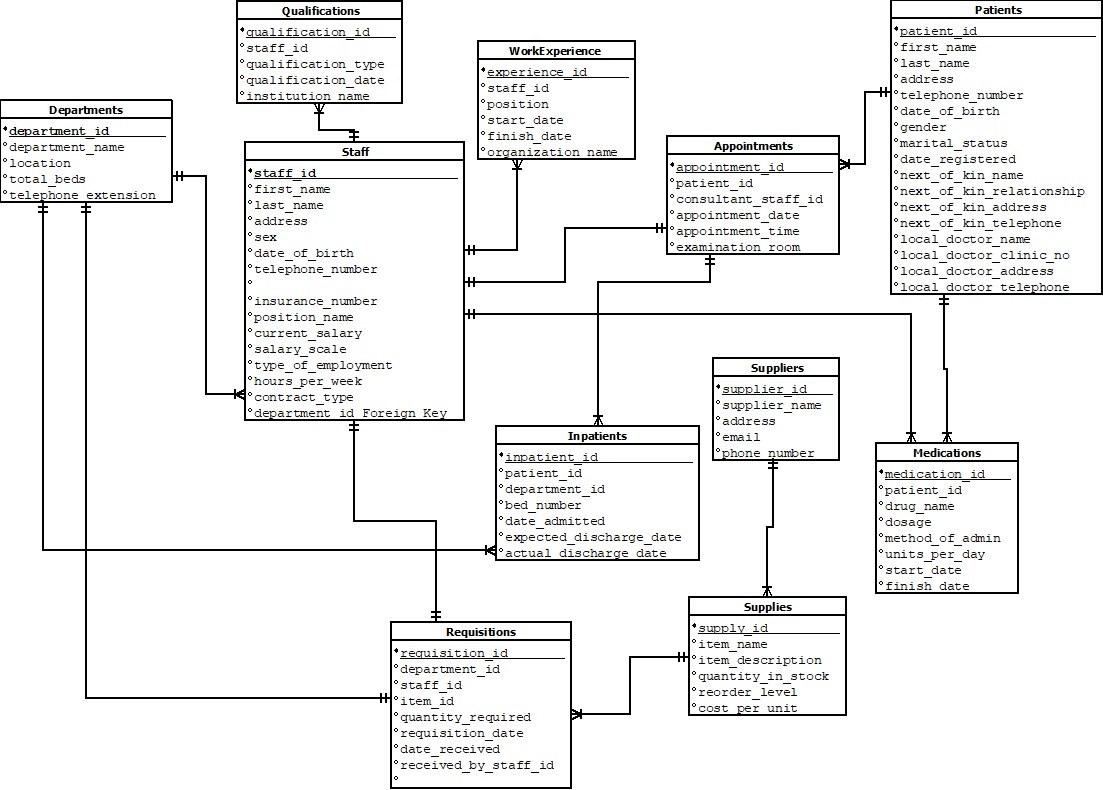 Qualifications
qualification_id
staff_id
qualification_type
qualification_date
institution_name
WorkExperience
experience_id
staff_id
position
start_date
finish_date
organization_name
Patients
patient_id
first_name
last_name
address
telephone_number
date_of_birth
gender
marital_status
date_registered
next_of_kin_name
next_of_kin_relationship
next_of_kin_address
next_of_kin_telephone
local_doctor_name
local_doctor_clinic_no
local_doctor_address
local_doctor_telephone
Departments
department_id
department_name
location
total_beds
telephone_extension
Staff
staff_id
first_name
last_name
address
sex
date_of_birth
telephone_number
insurance_number
position_name
current_salary
salary_scale
type_of_employment
hours_per_week
contract_type
department_id Foreign Key
Appointments
appointment_id
patient_id
consultant_staff_id
appointment_date
appointment_time
examination_room
Suppliers
supplier_id
supplier_name
address
email
phone_number
Inpatients
inpatient_id
patient_id
department_id
bed_number
date_admitted
expected_discharge_date
actual_discharge_date
Medications
medication_id
patient_id
drug_name
dosage
method_of_admin
units_per_day
start_date
finish_date
Requisitions
requisition_id
department_id
staff_id
item_id
quantity_required
requisition_date
date_received
received_by_staff_id
Supplies
supply_id
item_name
item_description
quantity_in_stock
reorder_level
cost_per_unit